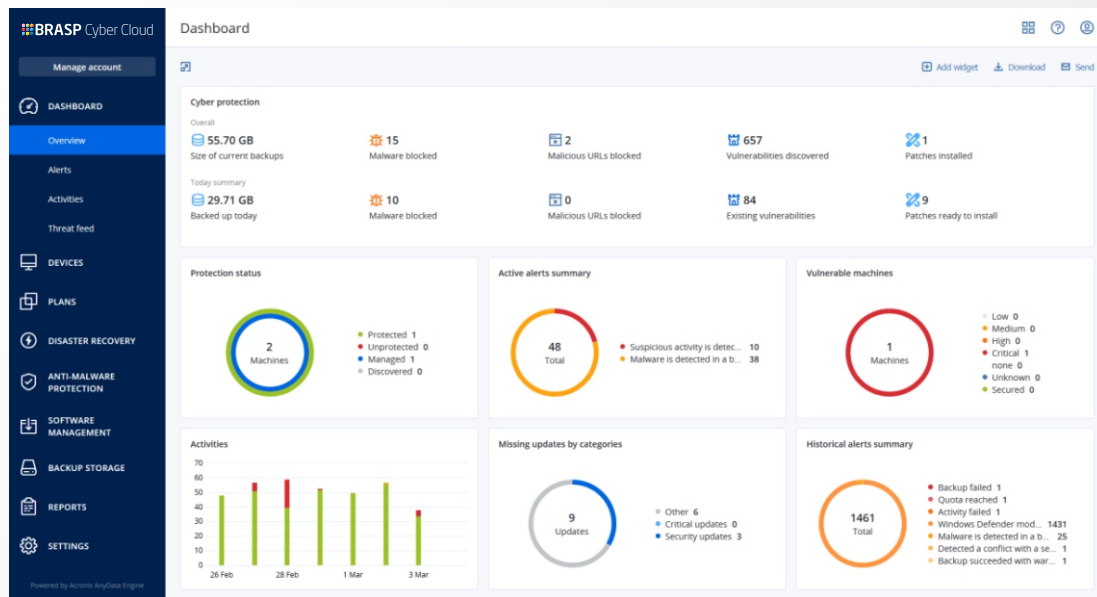 BRASP Cyber Cloud
Manage account
DASHBOARD
Overview
Alerts
Activities
Threat feed
DEVICES
PLANS
DISASTER RECOVERY
ANTI-MALWARE
PROTECTION
SOFTWARE
MANAGEMENT
BACKUP STORAGE
REPORTS
SETTINGS
Powered by Acronis AnyData Engine
Dashboard
Add widget
Download
Send
Cyber protection
Overall
55.70 GB
Size of current backups
15
Malware blocked
2
Malicious URLs blocked
657
Vulnerabilities discovered
1
Patches installed
Today summary
29.71 GB
Backed up today
10
Malware blocked
0
Malicious URLs blocked
84
Existing vulnerabilities
9
Patches ready to install
Protection status
2
Machines
Protected 1
Unprotected 0
Managed 1
Discovered 0
Active alerts summary
48
Total
Suspicious activity is detec... 10
Malware is detected in a b... 38
Vulnerable machines
1
Machines
Low 0
Medium 0
High 0
Critical 1
none 0
Unknown 0
Secured 0
Activities
70
60
50
40
30
20
10
0
26 Feb 28 Feb 1 Mar 3 Mar
Missing updates by categories
9
Updates
Other 6
Critical updates 0
Security updates 3
Historical alerts summary
1461
Total
Backup failed 1
Quota reached 1
Activity failed 1
Windows Defender mod... 1431
Malware is detected in a b... 25
Detected a conflict with a se... 1
Backup succeeded with war... 1